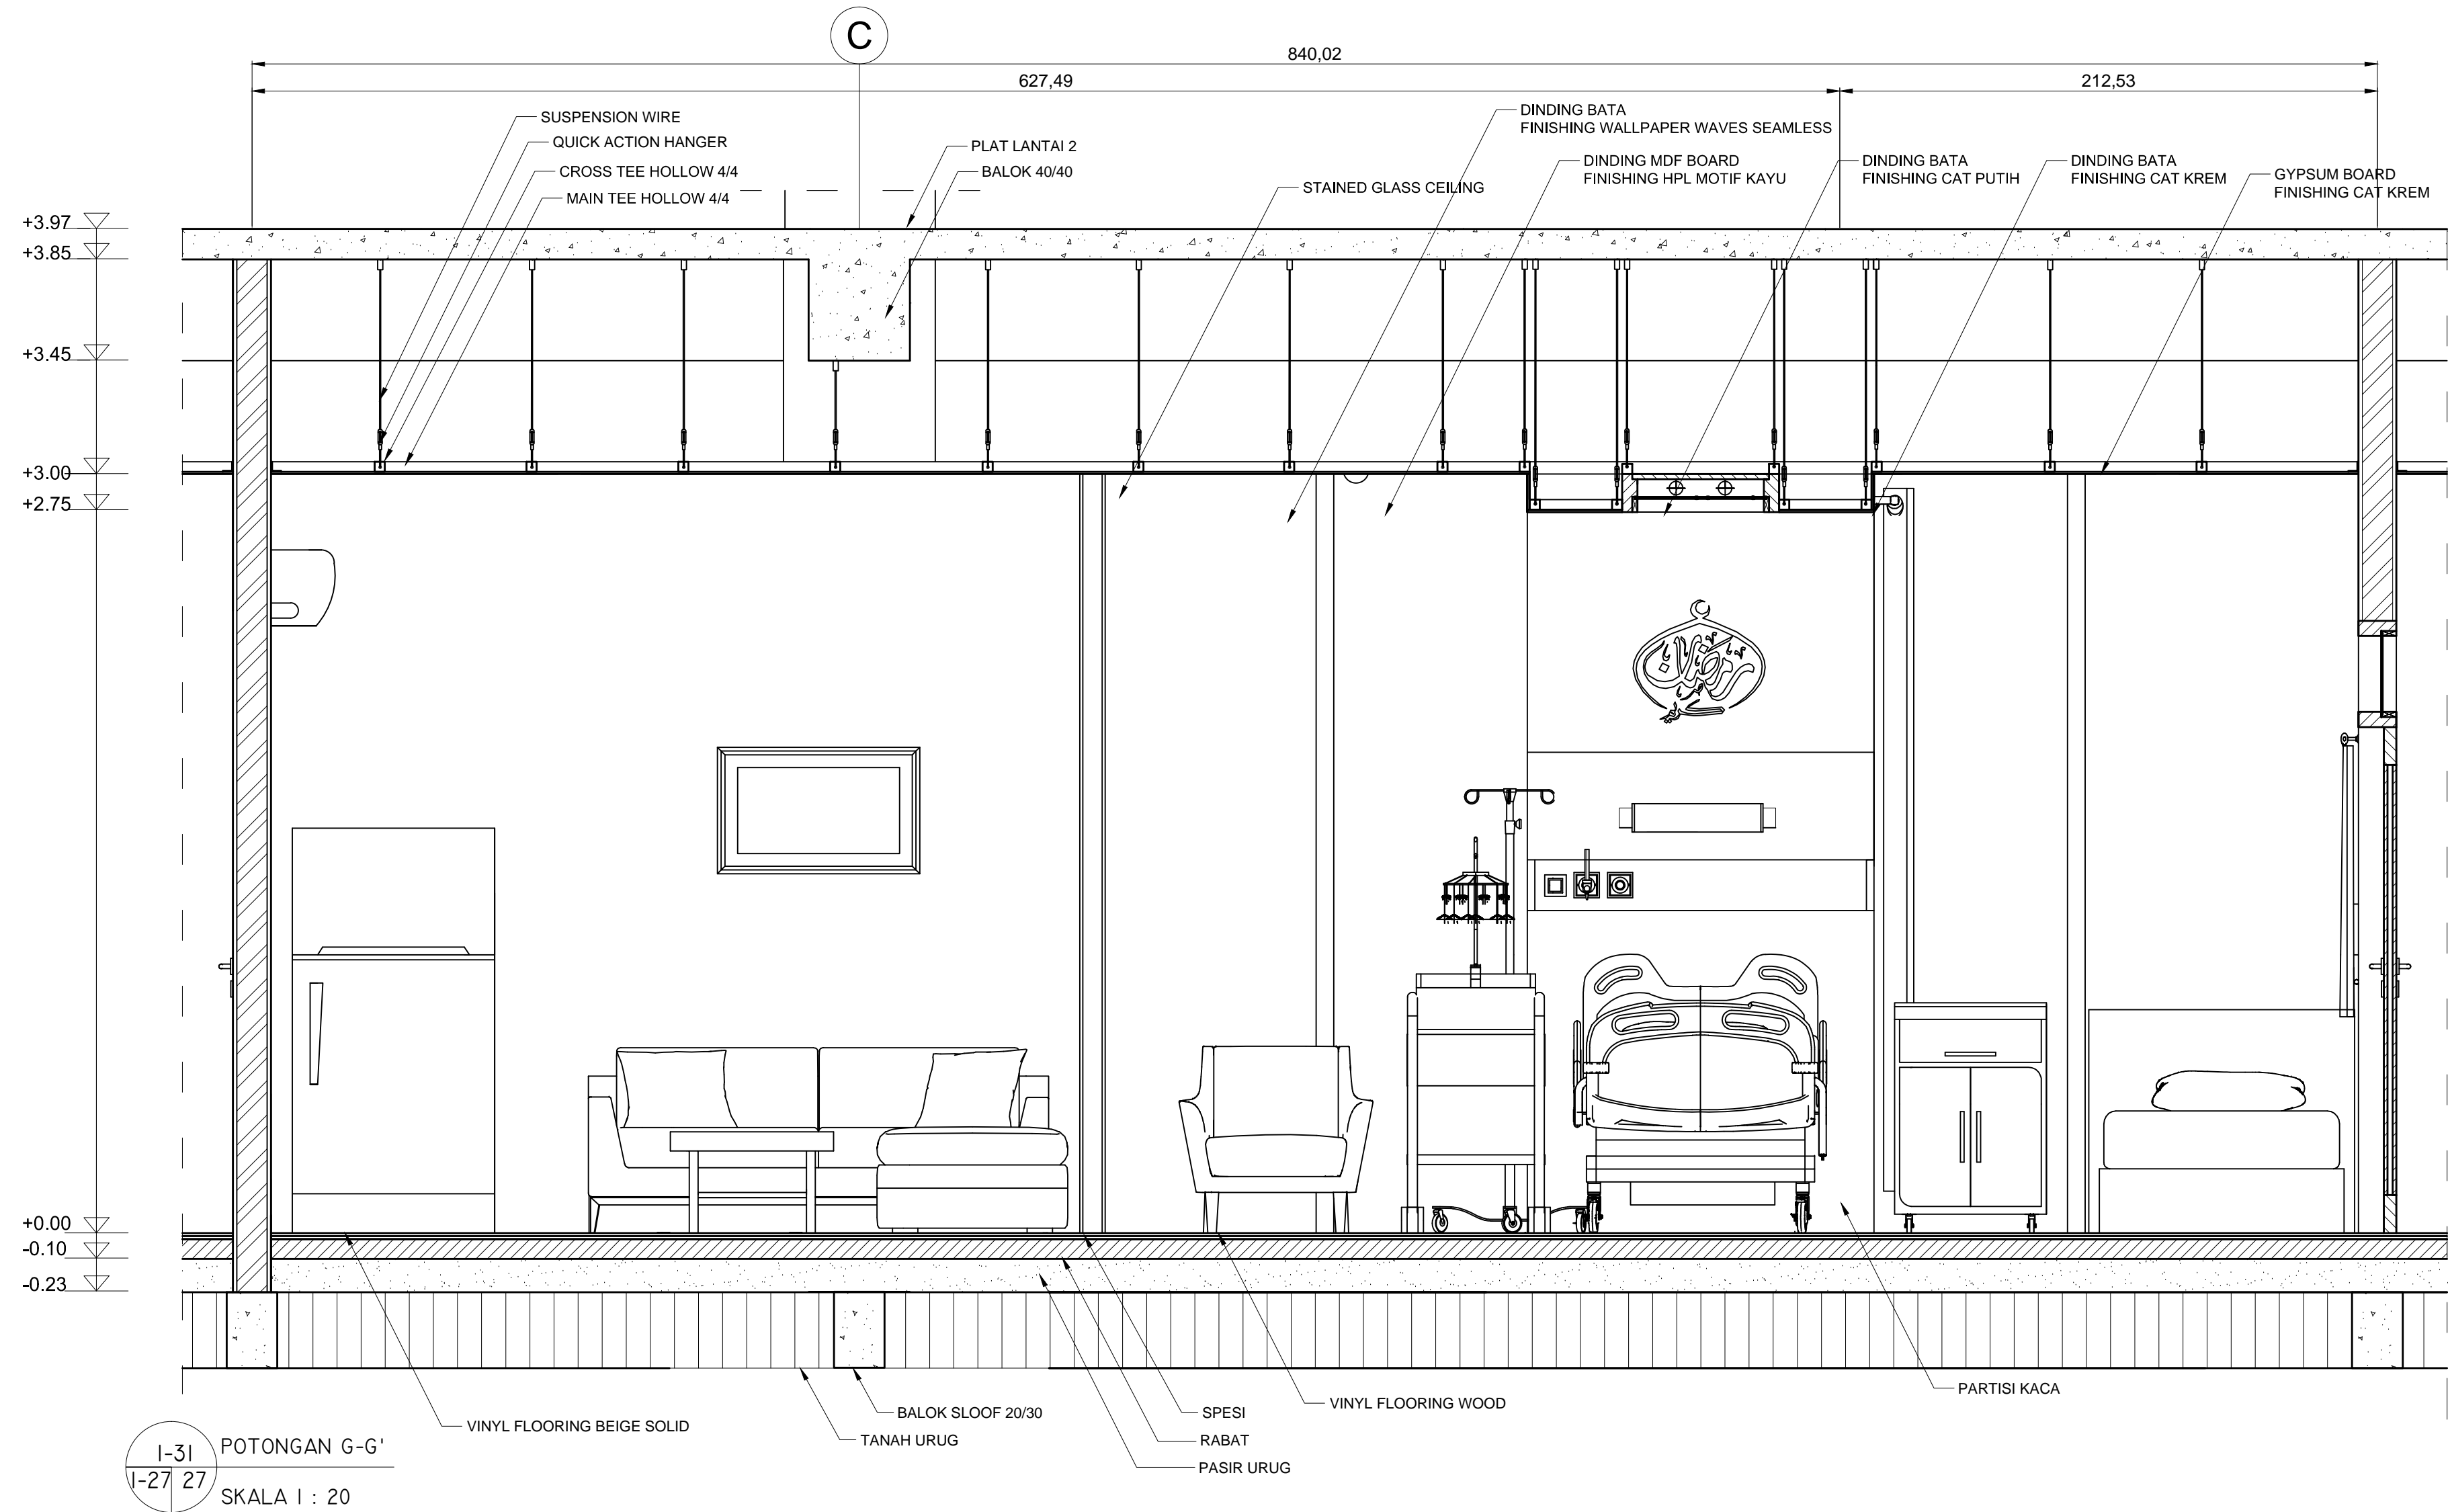 C
840,02
627,49
212,53
SUSPENSION WIRE
QUICK ACTION HANGER
CROSS TEE HOLLOW 4/4
MAIN TEE HOLLOW 4/4
PLAT LANTAI 2
BALOK 40/40
STAINED GLASS CEILING
DINDING BATA
FINISHING WALLPAPER WAVES SEAMLESS
DINDING MDF BOARD
FINISHING HPL MOTIF KAYU
DINDING BATA
FINISHING CAT PUTIH
DINDING BATA
FINISHING CAT KREM
GYPSUM BOARD
FINISHING CAT KREM
+3.97
+3.85
+3.45
+3.00
+2.75
+0.00
-0.10
-0.23
VINYL FLOORING BEIGE SOLID
BALOK SLOOF 20/30
TANAH URUG
SPESI
RABAT
PASIR URUG
VINYL FLOORING WOOD
PARTISI KACA
I-31
I-27 27
POTONGAN G-G'
SKALA I : 20